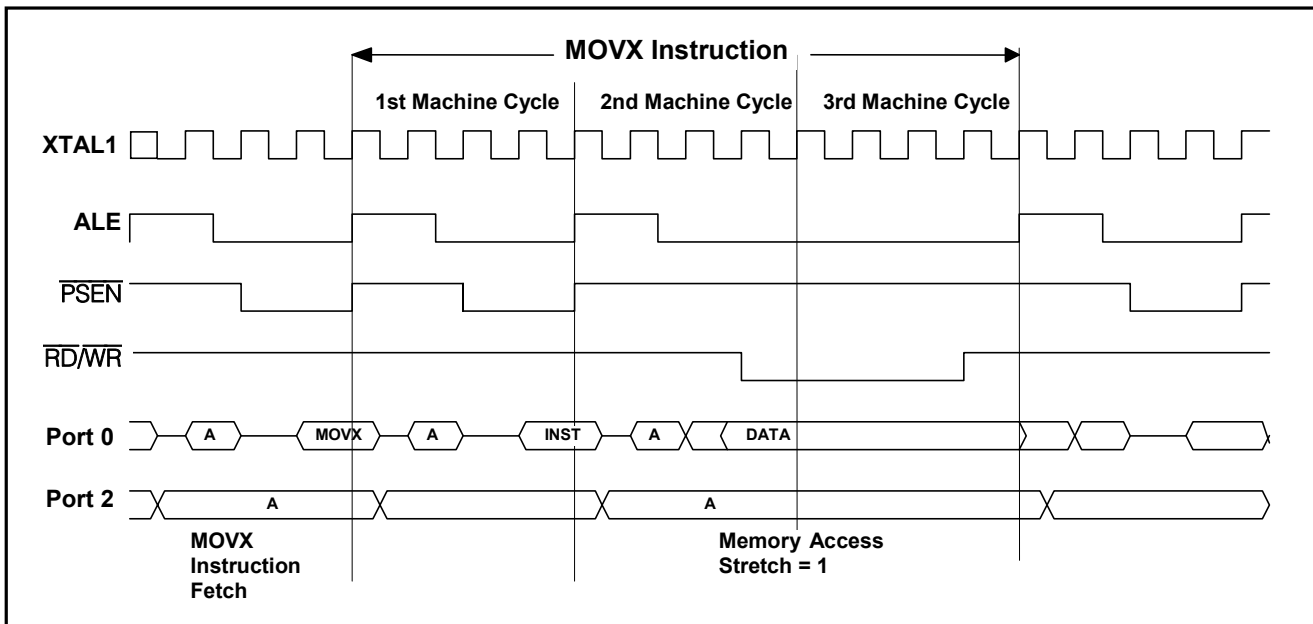 MOVX Instruction
1st Machine Cycle 2nd Machine Cycle 3rd Machine Cycle
XTAL1
ALE
PSEN
RD/WR
Port 0 A MOVX A INST A DATA
Port 2 A A
MOVX
Instruction
Fetch
Memory Access
Stretch = 1